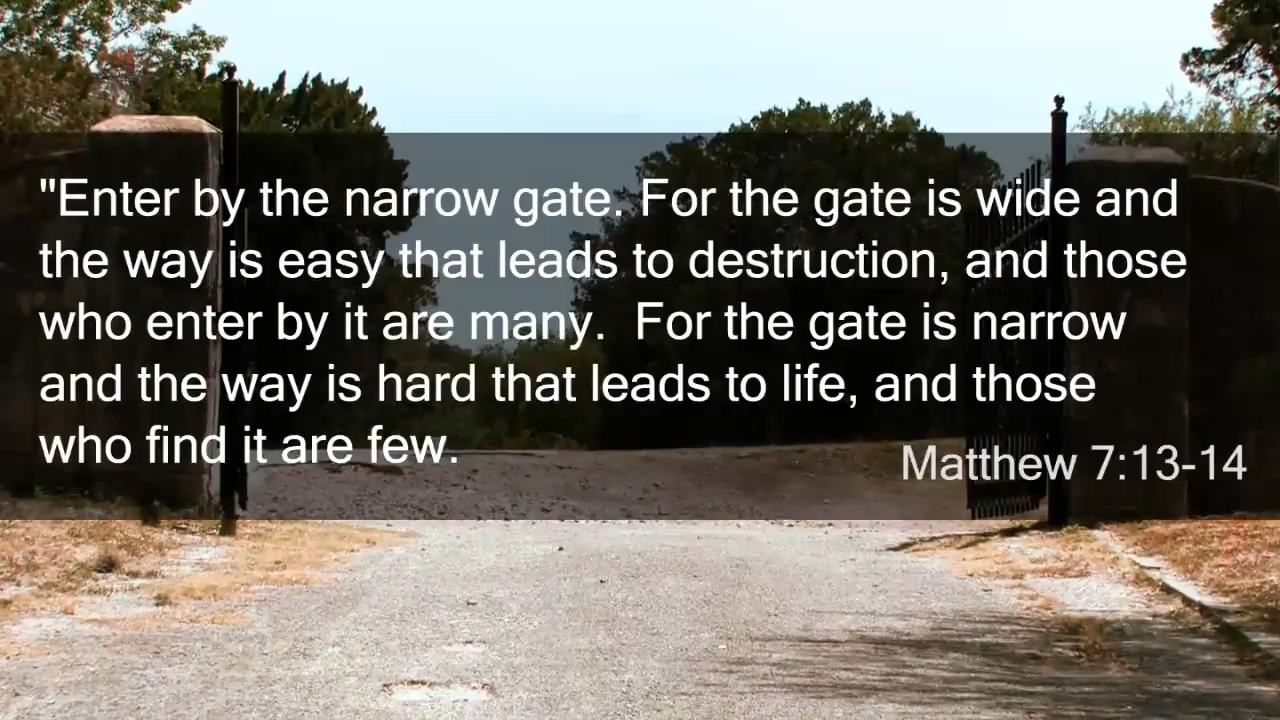 "Enter by the narrow gate. For the gate is wide and
the way is easy that leads to destruction, and those
who enter by it are many.  For the gate is narrow
and the way is hard that leads to life, and those
who find it are few.
Matthew 7:13-14